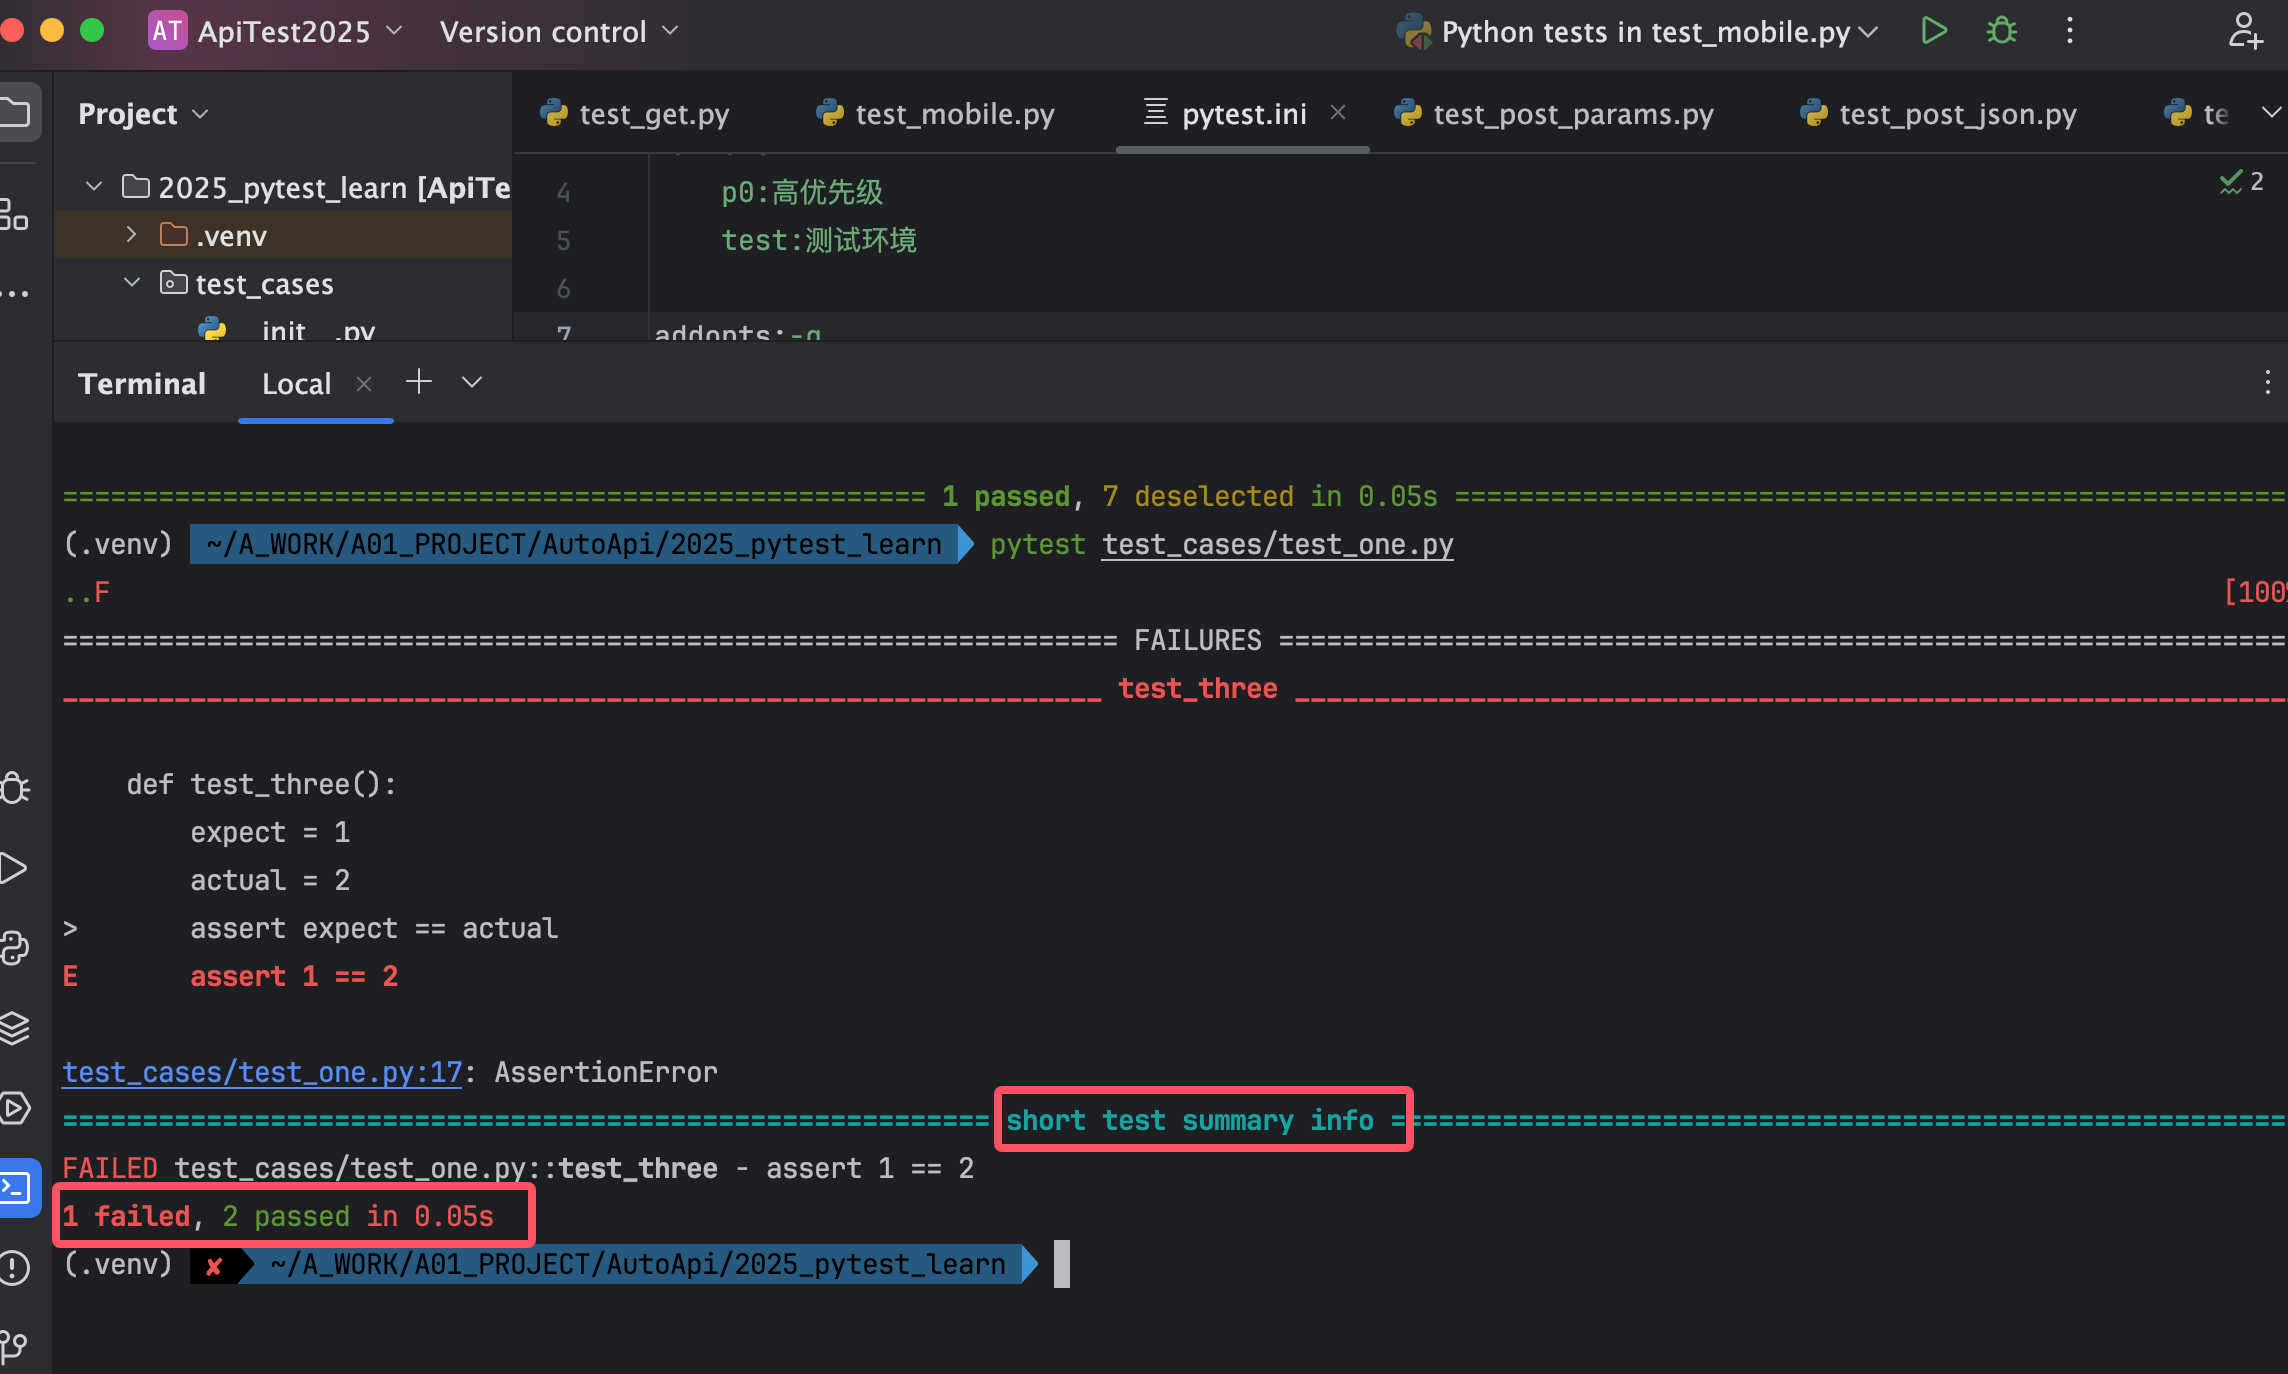 AT ApiTest2025 Version control Python tests in test_mobile.py
Project test_get.py test_mobile.py pytest.ini test_post_params.py test_post_json.py te
2025_pytest_learn [ApiTe
.venv
test_cases
__init__.py
4 p0:高优先级
5 test:测试环境
6
7 addopts:-q
2
Terminal Local
================ 1 passed, 7 deselected in 0.05s ================
(.venv) ~/A_WORK/A01_PROJECT/AutoApi/2025_pytest_learn pytest test_cases/test_one.py
..F [100%
================ FAILURES ================
________________ test_three ________________
def test_three():
expect = 1
actual = 2
> assert expect == actual
E assert 1 == 2
test_cases/test_one.py:17: AssertionError
================ short test summary info ================
FAILED test_cases/test_one.py::test_three - assert 1 == 2
1 failed, 2 passed in 0.05s
(.venv) ✘ ~/A_WORK/A01_PROJECT/AutoApi/2025_pytest_learn